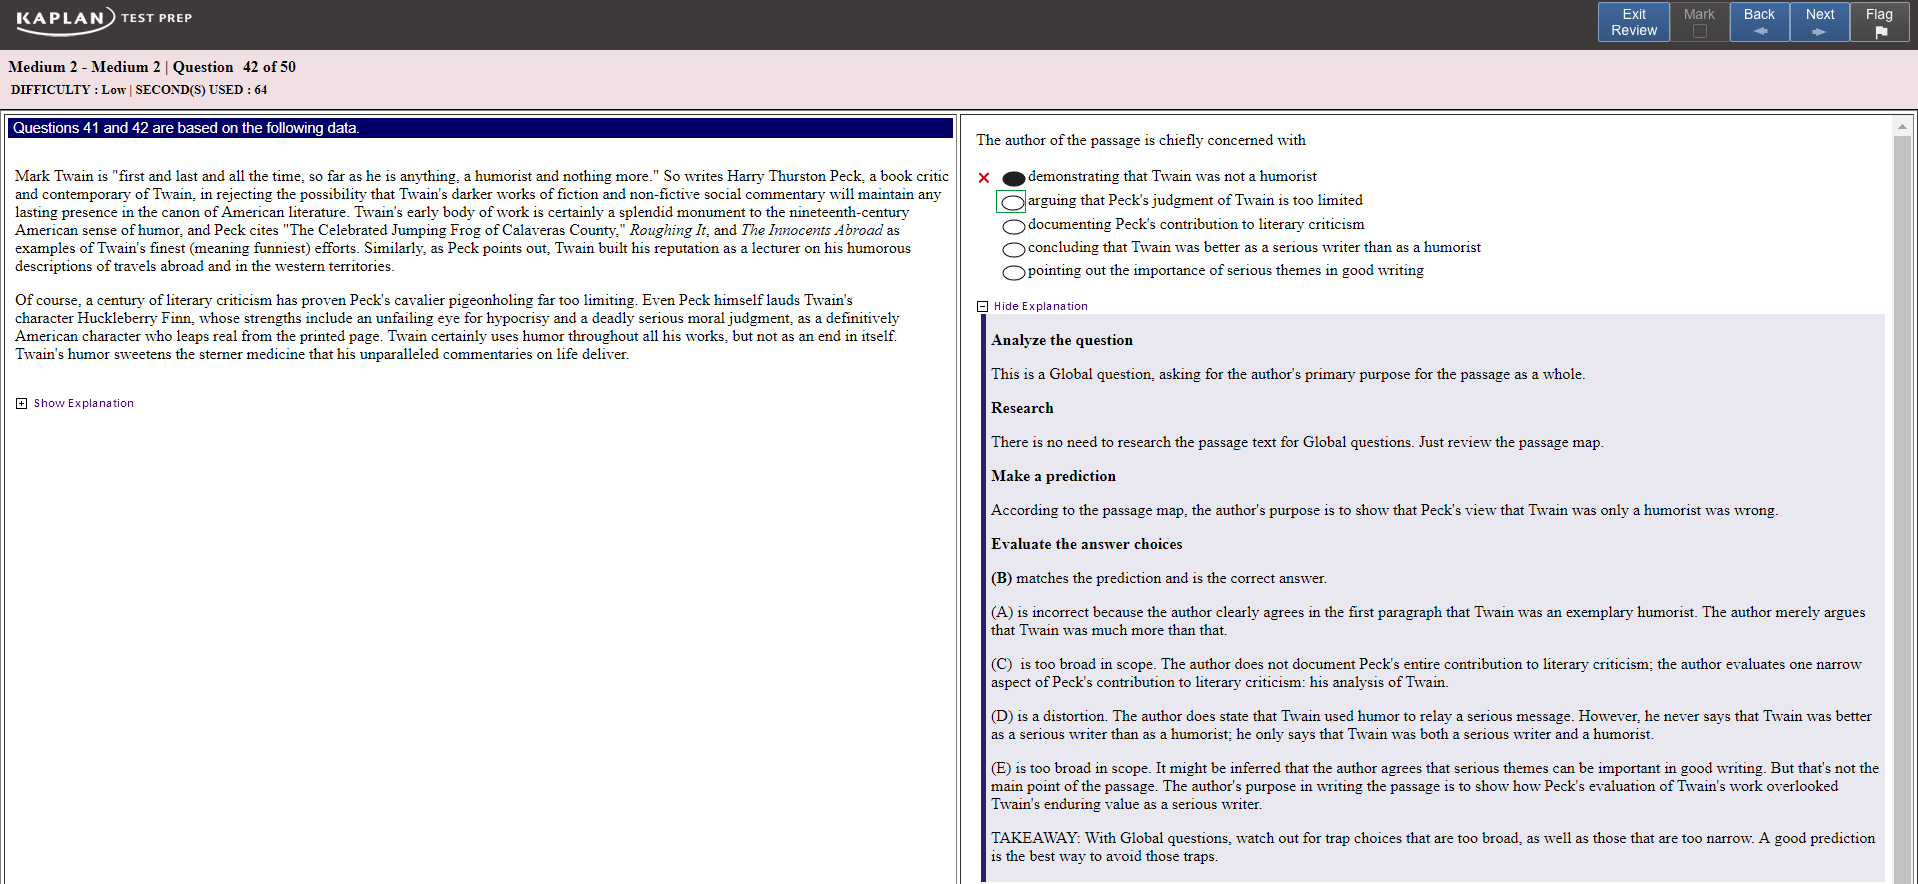 KAPLAN TEST PREP
Exit Review
Mark
Back
Next
Flag
Medium 2 - Medium 2 | Question 42 of 50
DIFFICULTY : Low | SECOND(S) USED : 64
Questions 41 and 42 are based on the following data.
Mark Twain is "first and last and all the time, so far as he is anything, a humorist and nothing more." So writes Harry Thurston Peck, a book critic
and contemporary of Twain, in rejecting the possibility that Twain's darker works of fiction and non-fictive social commentary will maintain any
lasting presence in the canon of American literature. Twain's early body of work is certainly a splendid monument to the nineteenth-century
American sense of humor, and Peck cites "The Celebrated Jumping Frog of Calaveras County," Roughing It, and The Innocents Abroad as
examples of Twain's finest (meaning funniest) efforts. Similarly, as Peck points out, Twain built his reputation as a lecturer on his humorous
descriptions of travels abroad and in the western territories.
Of course, a century of literary criticism has proven Peck's cavalier pigeonholing far too limiting. Even Peck himself lauds Twain's
character Huckleberry Finn, whose strengths include an unfailing eye for hypocrisy and a deadly serious moral judgment, as a definitively
American character who leaps real from the printed page. Twain certainly uses humor throughout all his works, but not as an end in itself.
Twain's humor sweetens the sterner medicine that his unparalleled commentaries on life deliver.
Show Explanation
The author of the passage is chiefly concerned with
demonstrating that Twain was not a humorist
arguing that Peck's judgment of Twain is too limited
documenting Peck's contribution to literary criticism
concluding that Twain was better as a serious writer than as a humorist
pointing out the importance of serious themes in good writing
Hide Explanation
Analyze the question
This is a Global question, asking for the author's primary purpose for the passage as a whole.
Research
There is no need to research the passage text for Global questions. Just review the passage map.
Make a prediction
According to the passage map, the author's purpose is to show that Peck's view that Twain was only a humorist was wrong.
Evaluate the answer choices
(B) matches the prediction and is the correct answer.
(A) is incorrect because the author clearly agrees in the first paragraph that Twain was an exemplary humorist. The author merely argues
that Twain was much more than that.
(C) is too broad in scope. The author does not document Peck's entire contribution to literary criticism; the author evaluates one narrow
aspect of Peck's contribution to literary criticism: his analysis of Twain.
(D) is a distortion. The author does state that Twain used humor to relay a serious message. However, he never says that Twain was better
as a serious writer than as a humorist; he only says that Twain was both a serious writer and a humorist.
(E) is too broad in scope. It might be inferred that the author agrees that serious themes can be important in good writing. But that's not the
main point of the passage. The author's purpose in writing the passage is to show how Peck's evaluation of Twain's work overlooked
Twain's enduring value as a serious writer.
TAKEAWAY: With Global questions, watch out for trap choices that are too broad, as well as those that are too narrow. A good prediction
is the best way to avoid those traps.